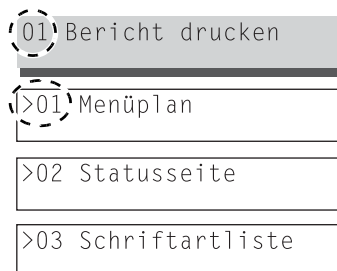 01 Bericht drucken
>01 Menüplan
>02 Statusseite
>03 Schriftartliste